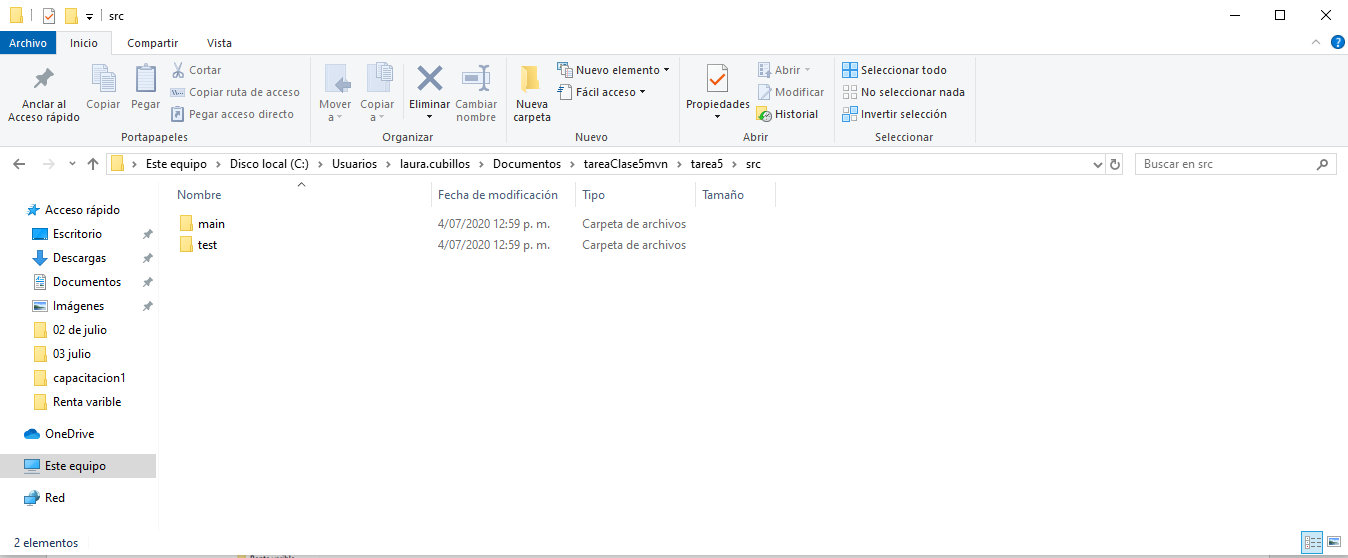 src
Archivo Inicio Compartir Vista
Anclar al Acceso rápido
Copiar
Pegar
Cortar
Copiar ruta de acceso
Pegar acceso directo
Portapapeles
Mover a
Copiar a
Eliminar
Cambiar nombre
Organizar
Nueva carpeta
Nuevo elemento
Fácil acceso
Nuevo
Propiedades
Abrir
Modificar
Historial
Abrir
Seleccionar todo
No seleccionar nada
Invertir selección
Seleccionar
Este equipo > Disco local (C:) > Usuarios > laura.cubillos > Documentos > tareaClase5mvn > tarea5 > src
Buscar en src
Nombre Fecha de modificación Tipo Tamaño
main 4/07/2020 12:59 p. m. Carpeta de archivos
test 4/07/2020 12:59 p. m. Carpeta de archivos
Acceso rápido
Escritorio
Descargas
Documentos
Imágenes
02 de julio
03 julio
capacitacion1
Renta varible
OneDrive
Este equipo
Red
2 elementos